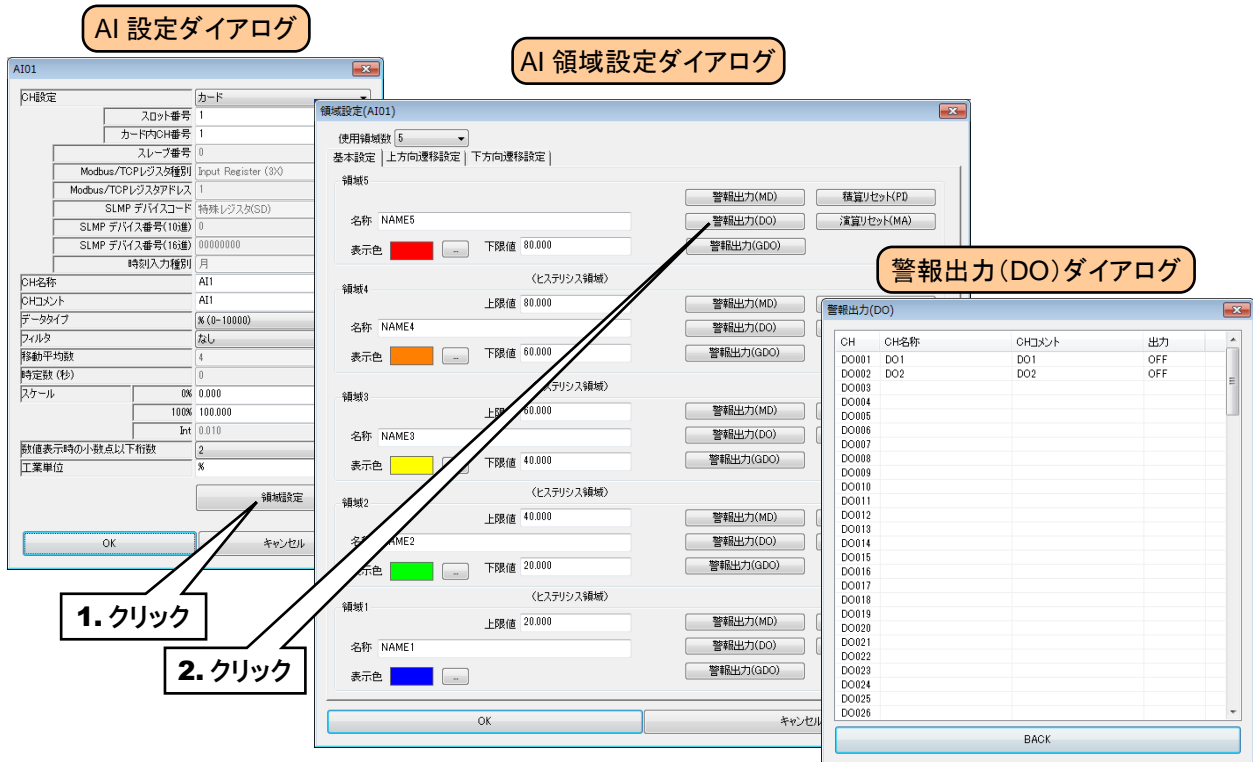 AI 設定ダイアログ
AI01
CH設定 カード
スロット番号 1
カード内CH番号 1
スレーブ番号 0
Modbus/TCPレジスタ種別 Input Register (3X)
Modbus/TCPレジスタアドレス 1
SLMP デバイスコード 特殊レジスタ(SD)
SLMP デバイス番号(10進) 0
SLMP デバイス番号(16進) 00000000
時刻入力種別 月
CH名称 AI1
CHコメント AI1
データタイプ % (0-10000)
フィルタ なし
移動平均数 4
時定数 (秒) 0
スケール 0% 0.000
100% 100.000
Int 0.010
数値表示時の小数点以下桁数 2
工業単位 %
領域設定
OK キャンセル
1. クリック
AI 領域設定ダイアログ
領域設定(AI01)
使用領域数 5
基本設定 上方向遷移設定 下方向遷移設定
領域5
警報出力(MD) 積算リセット(PI)
名称 NAME5 警報出力(DO) 演算リセット(MA)
表示色 ... 下限値 80.000 警報出力(GDO)
(ヒステリシス領域)
領域4
上限値 80.000 警報出力(MD)
名称 NAME4 警報出力(DO)
表示色 ... 下限値 60.000 警報出力(GDO)
ヒステリシス領域)
領域3
60.000 警報出力(MD)
名称 NAME3 警報出力(DO)
表示色 下限値 40.000 警報出力(GDO)
(ヒステリシス領域)
領域2
上限値 40.000 警報出力(MD)
AME2 警報出力(DO)
示色 ... 下限値 20.000 警報出力(GDO)
(ヒステリシス領域)
領域1
上限値 20.000 警報出力(MD)
名称 NAME1 警報出力(DO)
表示色 ... 警報出力(GDO)
OK キャンセル
2. クリック
警報出力(DO)ダイアログ
警報出力(DO)
CH CH名称 CHコメント 出力
DO001 DO1 DO1 OFF
DO002 DO2 DO2 OFF
DO003
DO004
DO005
DO006
DO007
DO008
DO009
DO010
DO011
DO012
DO013
DO014
DO015
DO016
DO017
DO018
DO019
DO020
DO021
DO022
DO023
DO024
DO025
DO026
BACK